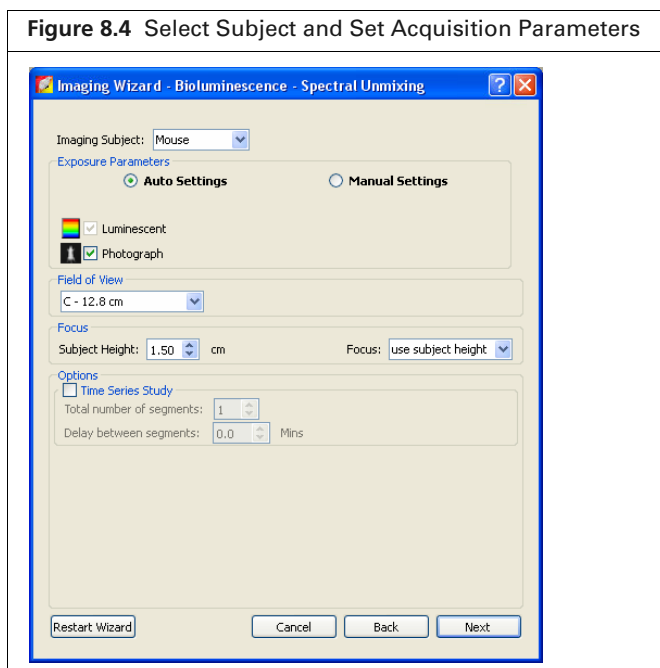 Figure 8.4 Select Subject and Set Acquisition Parameters
Imaging Wizard - Bioluminescence - Spectral Unmixing
Imaging Subject: Mouse
Exposure Parameters
Auto Settings Manual Settings
Luminescent
Photograph
Field of View
C - 12.8 cm
Focus
Subject Height: 1.50 cm Focus: use subject height
Options
Time Series Study
Total number of segments: 1
Delay between segments: 0.0 Mins
Restart Wizard Cancel Back Next